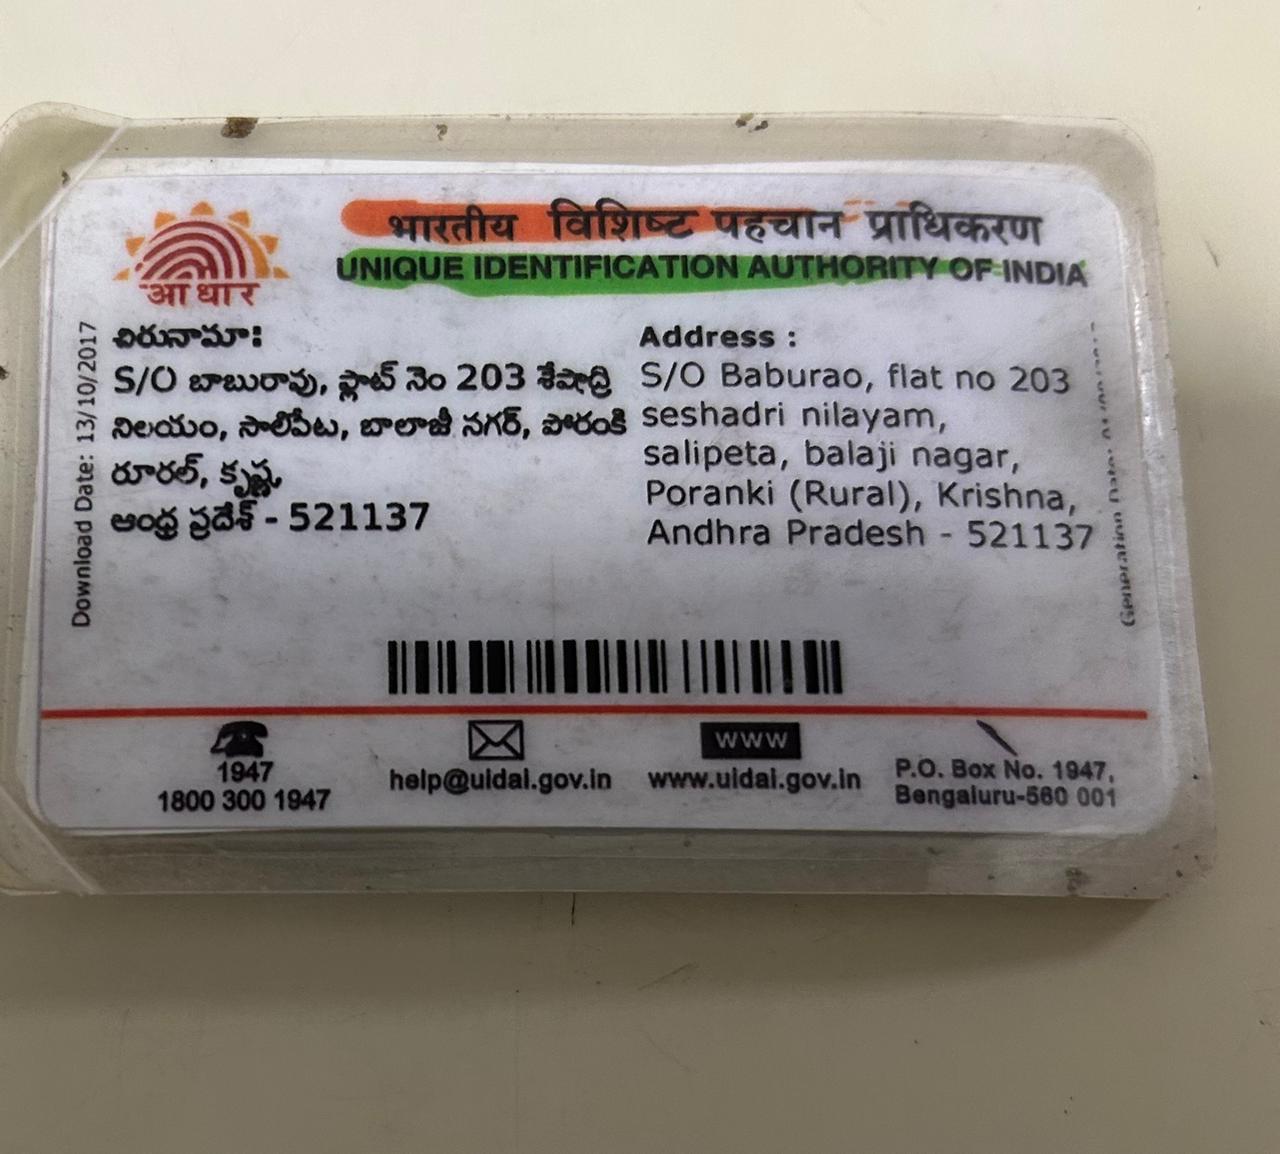 भारतीय विशिष्ट पहचान प्राधिकरण
UNIQUE IDENTIFICATION AUTHORITY OF INDIA
आधार
Download Date: 13/10/2017
చిరునామా:
S/O బాబురావు, ఫ్లాట్ నెం 203 శేషాద్రి
నిలయం, సాలిపేట, బాలాజీ నగర్, పోరంకి
రూరల్, కృష్ణ,
ఆంధ్ర ప్రదేశ్ - 521137
Address :
S/O Baburao, flat no 203
seshadri nilayam,
salipeta, balaji nagar,
Poranki (Rural), Krishna,
Andhra Pradesh - 521137
Generation Date:
1947
1800 300 1947
help@uidai.gov.in
www
www.uidai.gov.in
P.O. Box No. 1947,
Bengaluru-560 001